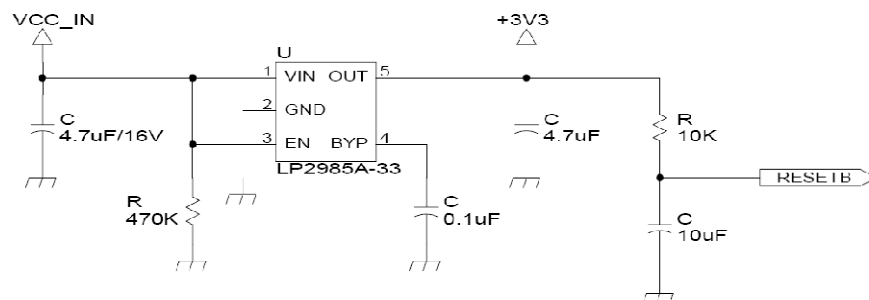 VCC_IN
+3V3
U
1 VIN OUT 5
2 GND
3 EN BYP 4
LP2985A-33
C
4.7uF/16V
C
4.7uF
R
10K
RESETB
R
470K
C
0.1uF
C
10uF